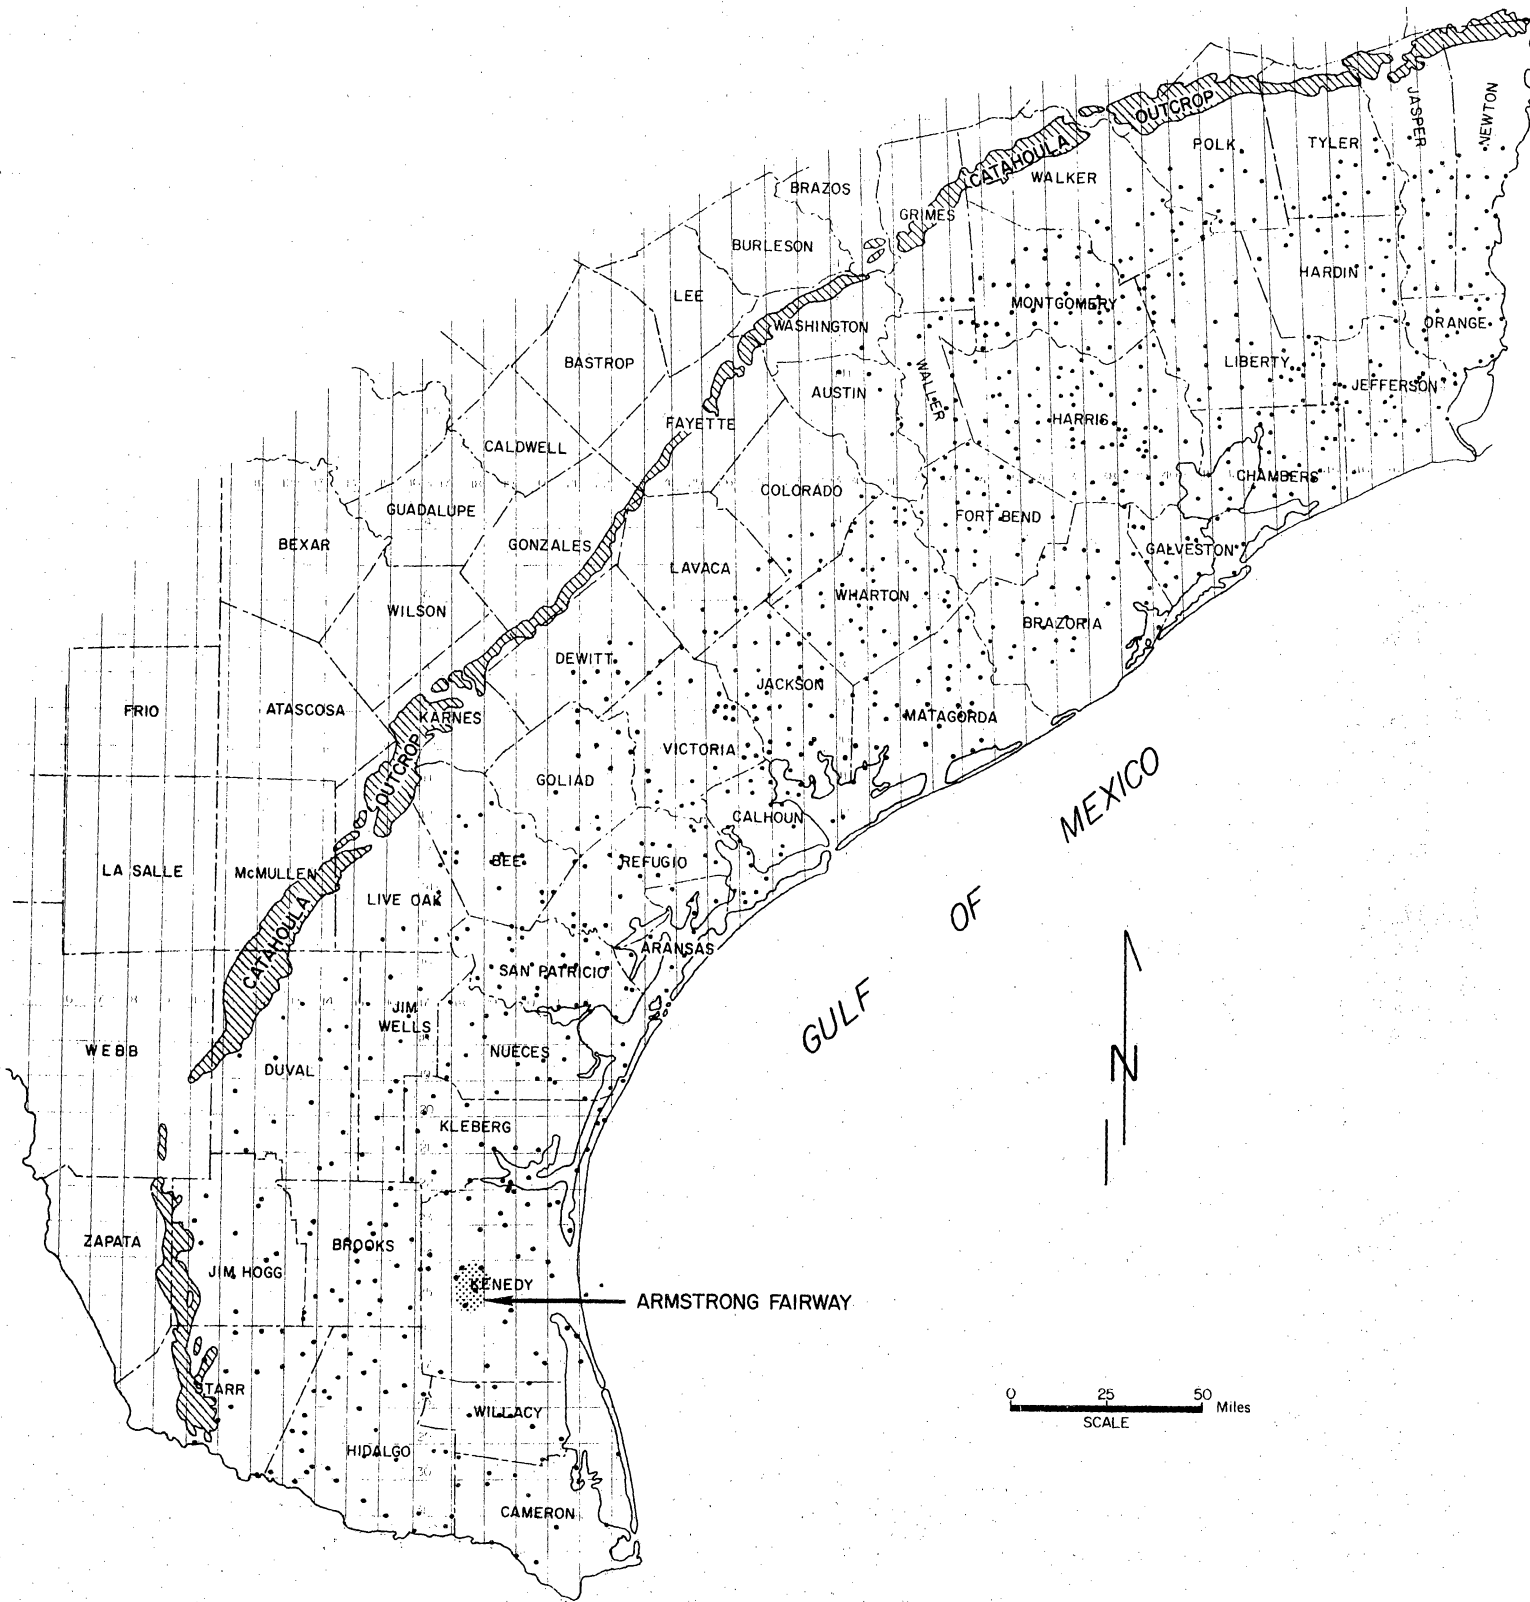 JASPER
NEWTON
OUTCROP
POLK
TYLER
CATAHOULA
WALKER
BRAZOS
GRIMES
BURLESON
HARDIN
LEE
MONTGOMERY
WASHINGTON
ORANGE
BASTROP
LIBERTY
WALLER
AUSTIN
JEFFERSON
FAYETTE
HARRIS
CALDWELL
CHAMBERS
COLORADO
GUADALUPE
FORT BEND
BEXAR
GONZALES
GALVESTON
LAVACA
WHARTON
WILSON
BRAZORIA
DEWITT
JACKSON
FRIO
ATASCOSA
KARNES
MATAGORDA
VICTORIA
OUTCROP
GOLIAD
CALHOUN
LA SALLE
McMULLEN
BEE
REFUGIO
LIVE OAK
CATAHOULA
ARANSAS
SAN PATRICIO
GULF OF MEXICO
JIM
WELLS
WEBB
NUECES
DUVAL
N
KLEBERG
ZAPATA
BROOKS
JIM HOGG
KENEDY
ARMSTRONG FAIRWAY
STARR
WILLACY
0 25 50 Miles
SCALE
HIDALGO
30
CAMERON